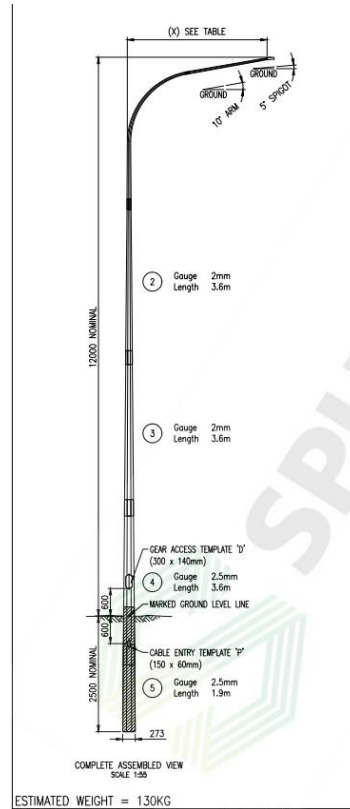 (X) SEE TABLE
GROUND
GROUND
10° ARM
5° SPIGOT
2
Gauge 2mm
Length 3.6m
12000 NOMINAL
3
Gauge 2mm
Length 3.6m
GEAR ACCESS TEMPLATE 'D'
(300 x 140mm)
4
Gauge 2.5mm
Length 3.6m
600
MARKED GROUND LEVEL LINE
600
CABLE ENTRY TEMPLATE 'P'
(150 x 60mm)
2500 NOMINAL
5
Gauge 2.5mm
Length 1.9m
273
COMPLETE ASSEMBLED VIEW
SCALE 1:55
ESTIMATED WEIGHT = 130KG